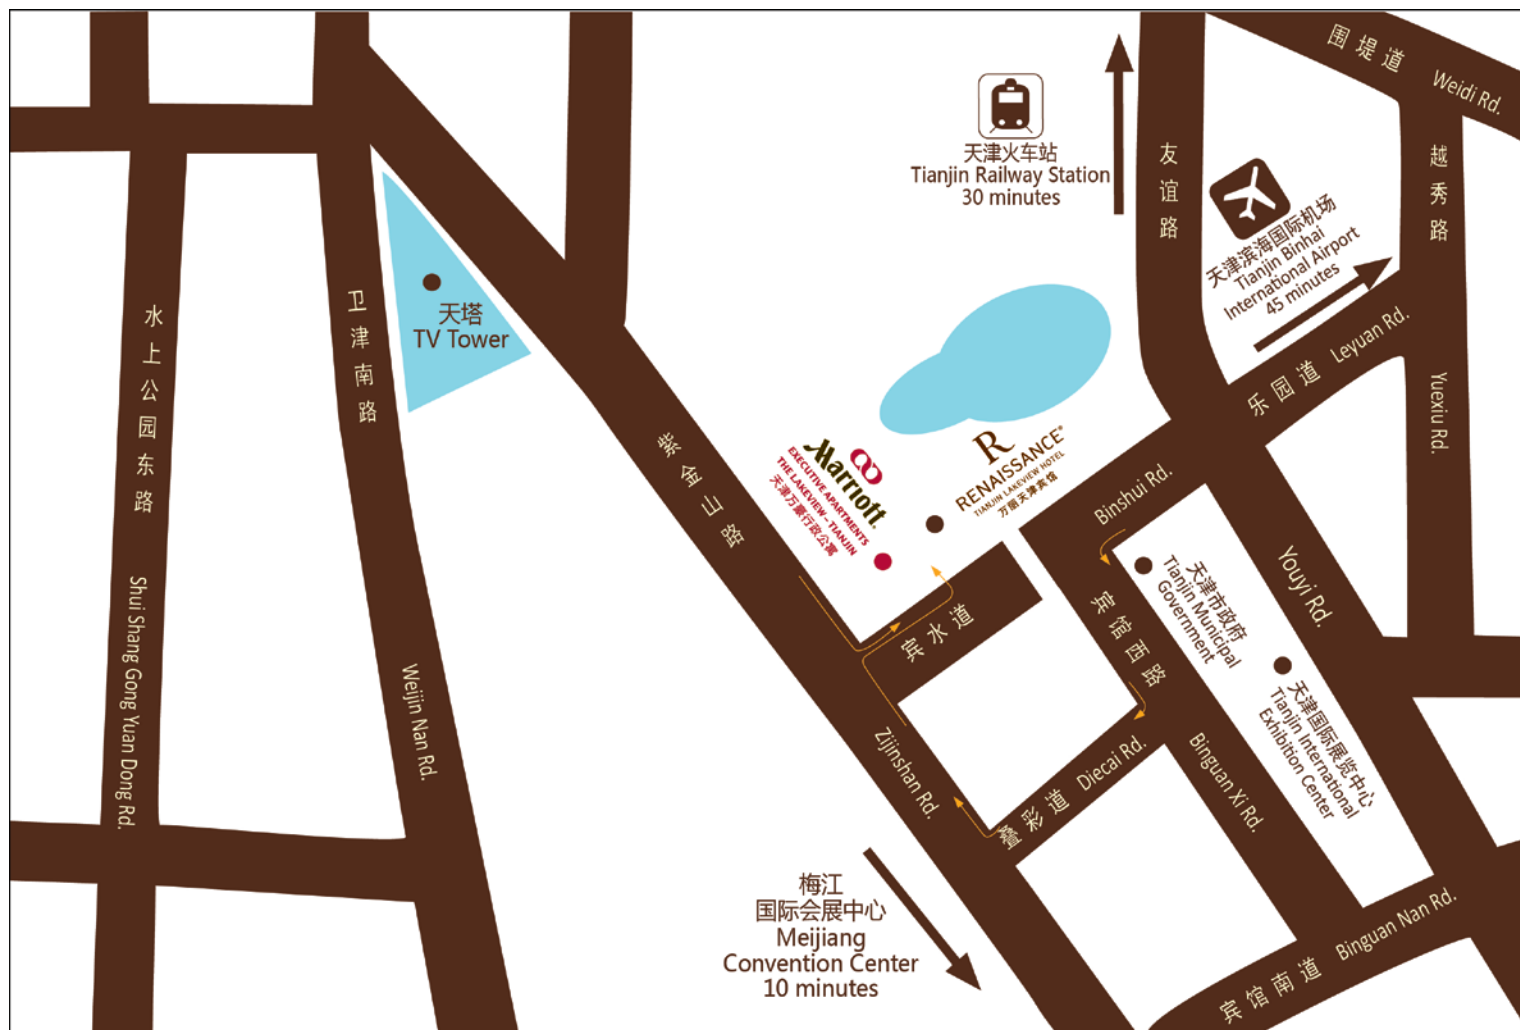 围堤道 Weidi Rd.
天津火车站
Tianjin Railway Station
30 minutes
友谊路
越秀路
天津滨海国际机场
Tianjin Binhai
International Airport
45 minutes
天塔
TV Tower
水上公园东路
卫津南路
乐园道 Leyuan Rd.
Yuexiu Rd.
紫金山路
Marriott
EXECUTIVE APARTMENTS
THE LAKEVIEW–TIANJIN
天津万豪行政公寓
R
RENAISSANCE®
TIANJIN LAKEVIEW HOTEL
万丽天津宾馆
Binshui Rd.
Youyi Rd.
天津市政府
Tianjin Municipal
Government
宾水道
宾馆西路
天津国际展览中心
Tianjin International
Exhibition Center
Shui Shang Gong Yuan Dong Rd.
Weijin Nan Rd.
Zijinshan Rd.
叠彩道 Diecai Rd.
Binguan Xi Rd.
梅江
国际会展中心
Meijiang
Convention Center
10 minutes
宾馆南道 Binguan Nan Rd.